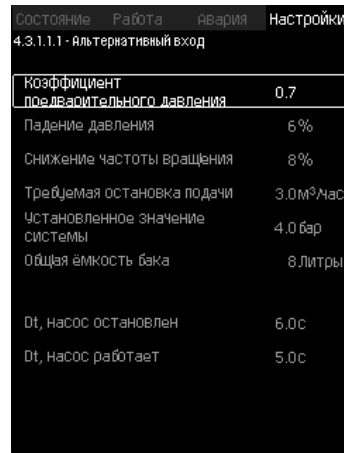 Состояние Работа Авария Настройки
4.3.1.1.1 - Альтернативный вход
Коэффициент
предварительного давления 0.7
Падение давления 6%
Снижение частоты вращения 8%
Требуемая остановка подачи 3.0м³/час
Установленное значение
системы 4.0 бар
Общая ёмкость бака 8Литры
Dt, насос остановлен 6.0с
Dt, насос работает 5.0с